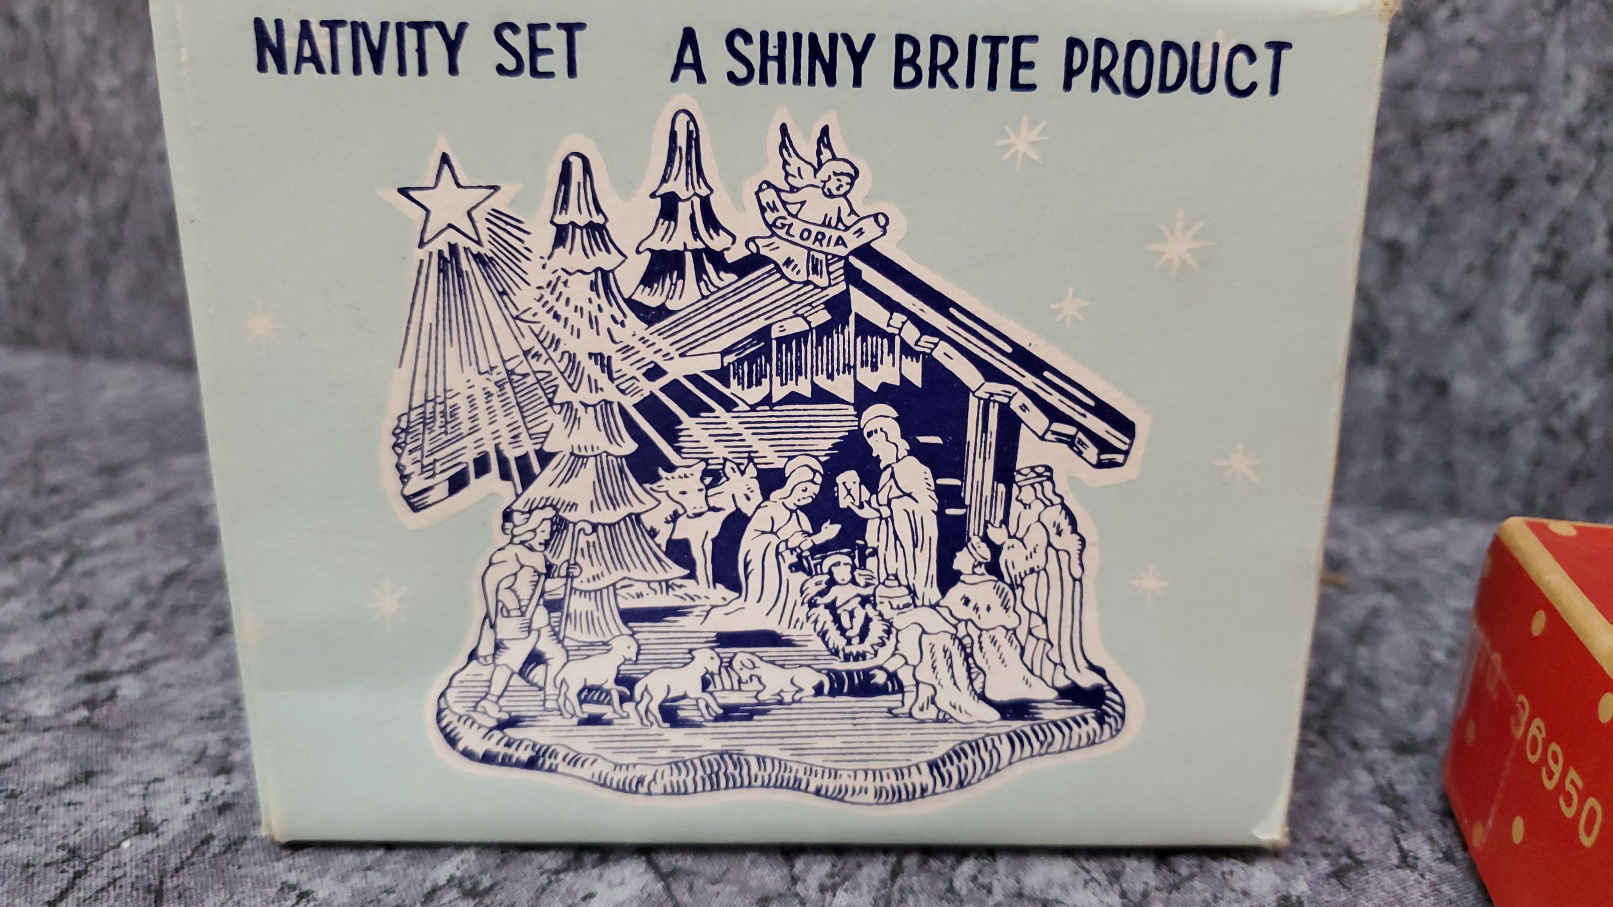 NATIVITY SET A SHINY BRITE PRODUCT
GLORIA
36950